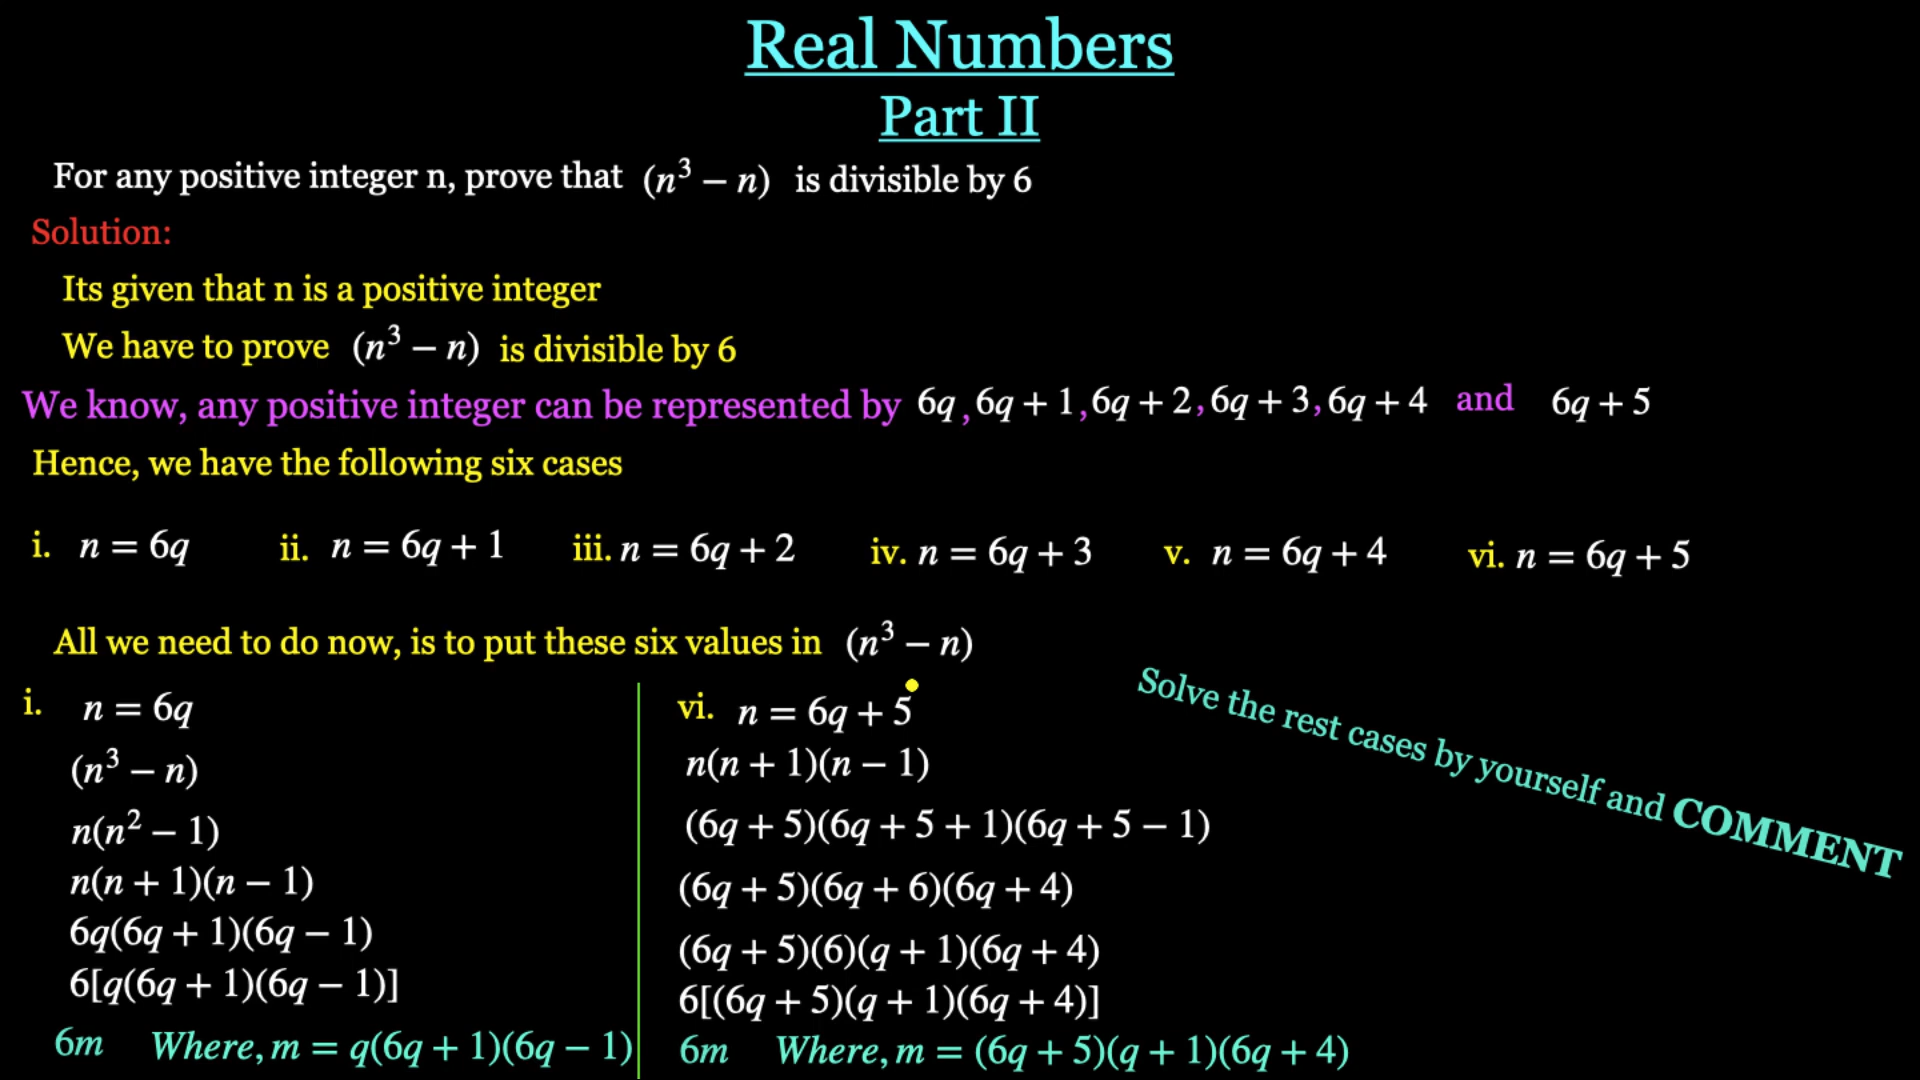 Real Numbers
Part II
For any positive integer n, prove that (n³ − n) is divisible by 6
Solution:
Its given that n is a positive integer
We have to prove (n³ − n) is divisible by 6
We know, any positive integer can be represented by 6q, 6q + 1, 6q + 2, 6q + 3, 6q + 4 and 6q + 5
Hence, we have the following six cases
i. n = 6q ii. n = 6q + 1 iii. n = 6q + 2 iv. n = 6q + 3 v. n = 6q + 4 vi. n = 6q + 5
All we need to do now, is to put these six values in (n³ − n)
i. n = 6q
(n³ − n)
n(n² − 1)
n(n + 1)(n − 1)
6q(6q + 1)(6q − 1)
6[q(6q + 1)(6q − 1)]
6m Where, m = q(6q + 1)(6q − 1)
vi. n = 6q + 5
n(n + 1)(n − 1)
(6q + 5)(6q + 5 + 1)(6q + 5 − 1)
(6q + 5)(6q + 6)(6q + 4)
(6q + 5)(6)(q + 1)(6q + 4)
6[(6q + 5)(q + 1)(6q + 4)]
6m Where, m = (6q + 5)(q + 1)(6q + 4)
Solve the rest cases by yourself and COMMENT